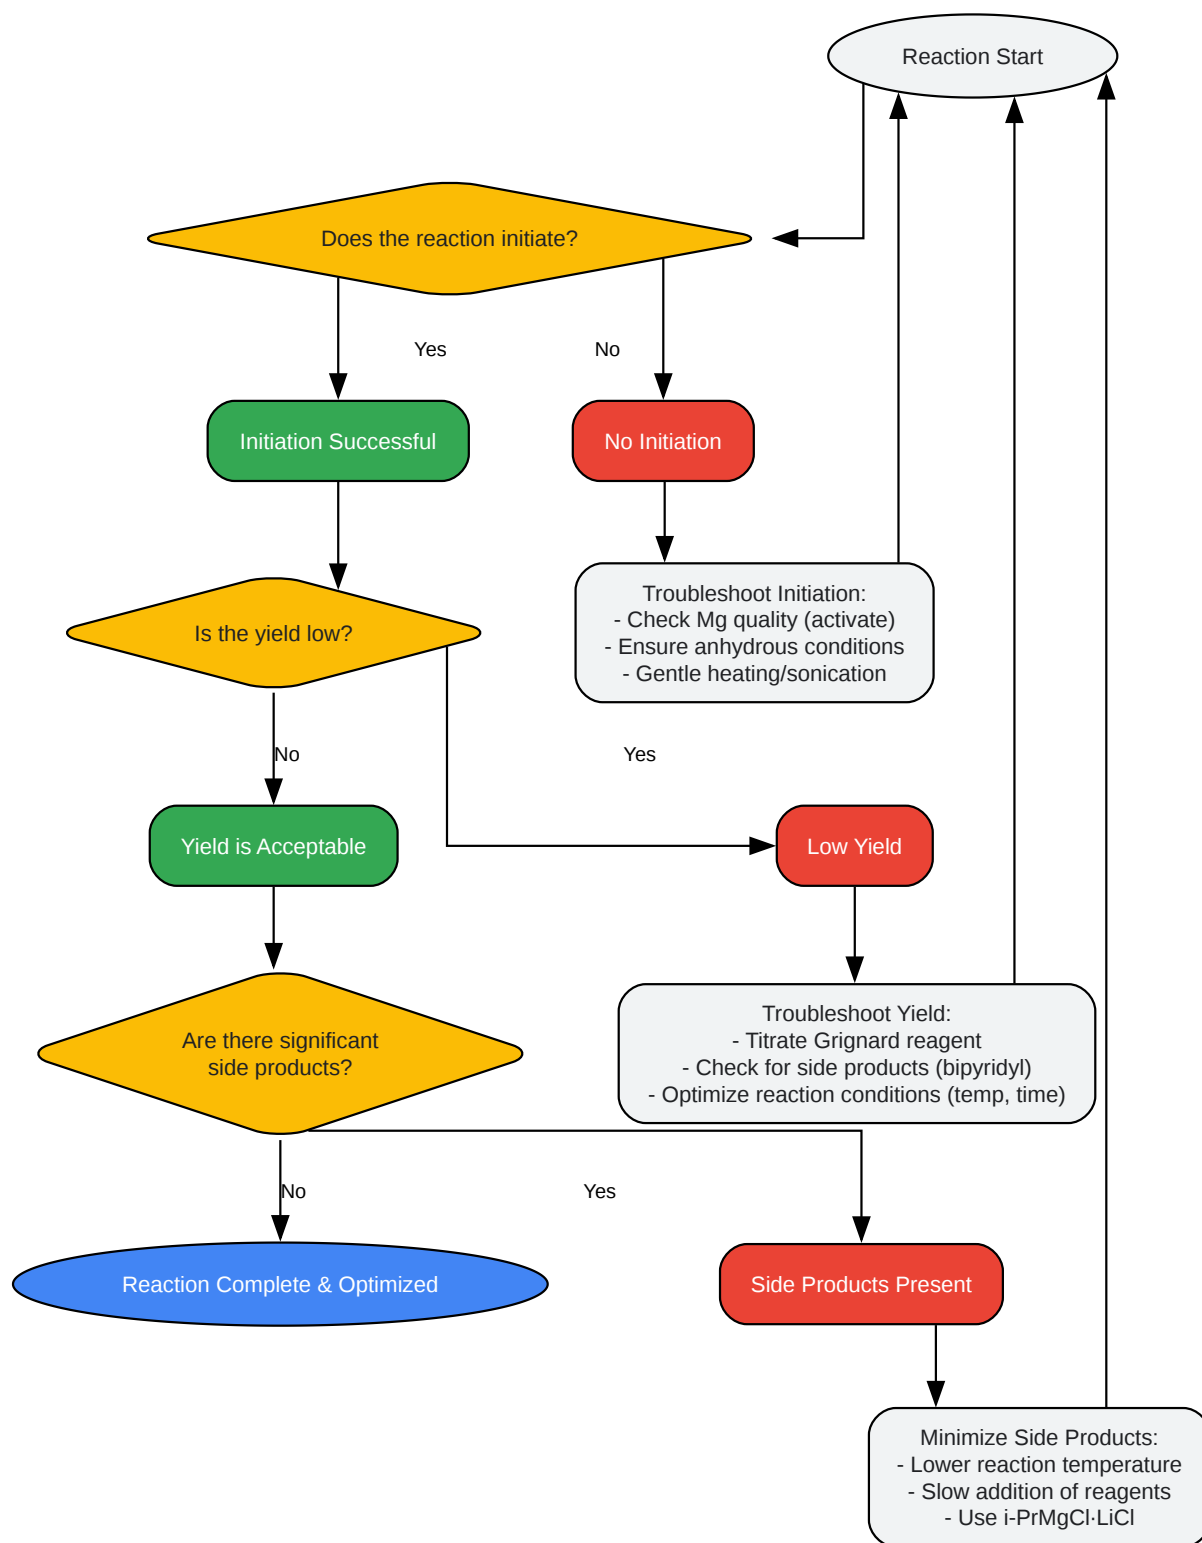 Reaction Start
Does the reaction initiate?
Yes
No
Initiation Successful
No Initiation
Troubleshoot Initiation:
- Check Mg quality (activate)
- Ensure anhydrous conditions
- Gentle heating/sonication
Is the yield low?
No
Yes
Yield is Acceptable
Low Yield
Troubleshoot Yield:
- Titrate Grignard reagent
- Check for side products (bipyridyl)
- Optimize reaction conditions (temp, time)
Are there significant
side products?
No
Yes
Reaction Complete & Optimized
Side Products Present
Minimize Side Products:
- Lower reaction temperature
- Slow addition of reagents
- Use i-PrMgCl·LiCl